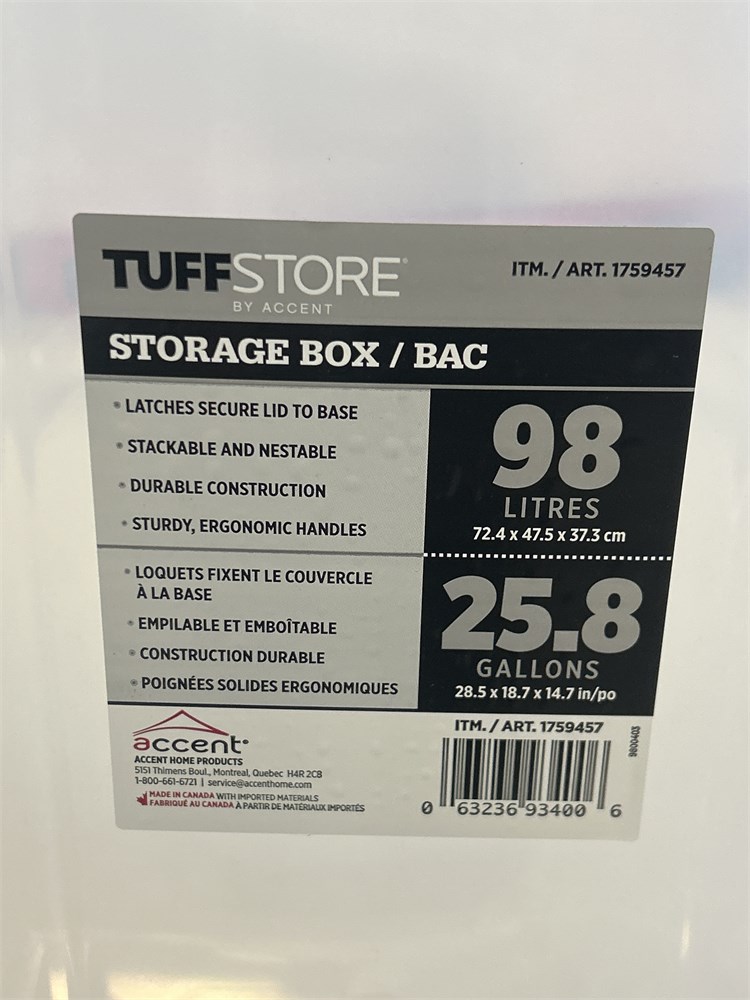 TUFFSTORE®
BY ACCENT
ITM. / ART. 1759457
STORAGE BOX / BAC
• LATCHES SECURE LID TO BASE
• STACKABLE AND NESTABLE
• DURABLE CONSTRUCTION
• STURDY, ERGONOMIC HANDLES
98
LITRES
72.4 x 47.5 x 37.3 cm
• LOQUETS FIXENT LE COUVERCLE
À LA BASE
• EMPILABLE ET EMBOÎTABLE
• CONSTRUCTION DURABLE
• POIGNÉES SOLIDES ERGONOMIQUES
25.8
GALLONS
28.5 x 18.7 x 14.7 in/po
accent®
ACCENT HOME PRODUCTS
5151 Thimens Boul., Montreal, Quebec H4R 2C8
1-800-661-6721 | service@accenthome.com
MADE IN CANADA WITH IMPORTED MATERIALS
FABRIQUÉ AU CANADA À PARTIR DE MATÉRIAUX IMPORTÉS
ITM. / ART. 1759457
0 63236 93400 6
9800403